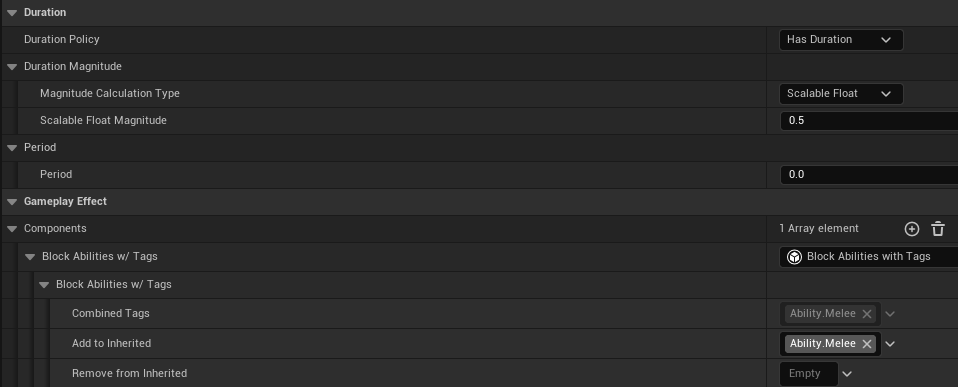 Duration
Duration Policy Has Duration
Duration Magnitude
Magnitude Calculation Type Scalable Float
Scalable Float Magnitude 0.5
Period
Period 0.0
Gameplay Effect
Components 1 Array element
Block Abilities w/ Tags Block Abilities with Tags
Block Abilities w/ Tags
Combined Tags Ability.Melee
Add to Inherited Ability.Melee
Remove from Inherited Empty